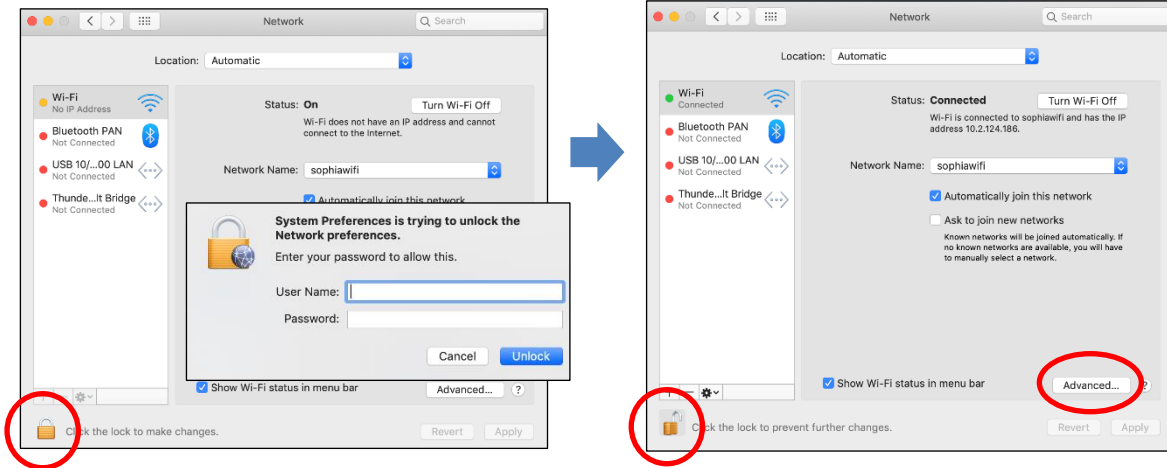 Network
Search
Location: Automatic
Wi-Fi
No IP Address
Bluetooth PAN
Not Connected
USB 10/...00 LAN
Not Connected
Thunde...lt Bridge
Not Connected
Status: On
Turn Wi-Fi Off
Wi-Fi does not have an IP address and cannot
connect to the Internet.
Network Name: sophiawifi
Automatically join this network
System Preferences is trying to unlock the
Network preferences.
Enter your password to allow this.
User Name:
Password:
Cancel
Unlock
Show Wi-Fi status in menu bar
Advanced...
?
Click the lock to make changes.
Revert
Apply
Network
Search
Location: Automatic
Wi-Fi
Connected
Bluetooth PAN
Not Connected
USB 10/...00 LAN
Not Connected
Thunde...lt Bridge
Not Connected
Status: Connected
Turn Wi-Fi Off
Wi-Fi is connected to sophiawifi and has the IP
address 10.2.124.186.
Network Name: sophiawifi
Automatically join this network
Ask to join new networks
Known networks will be joined automatically. If
no known networks are available, you will have
to manually select a network.
Show Wi-Fi status in menu bar
Advanced...
?
Click the lock to prevent further changes.
Revert
Apply